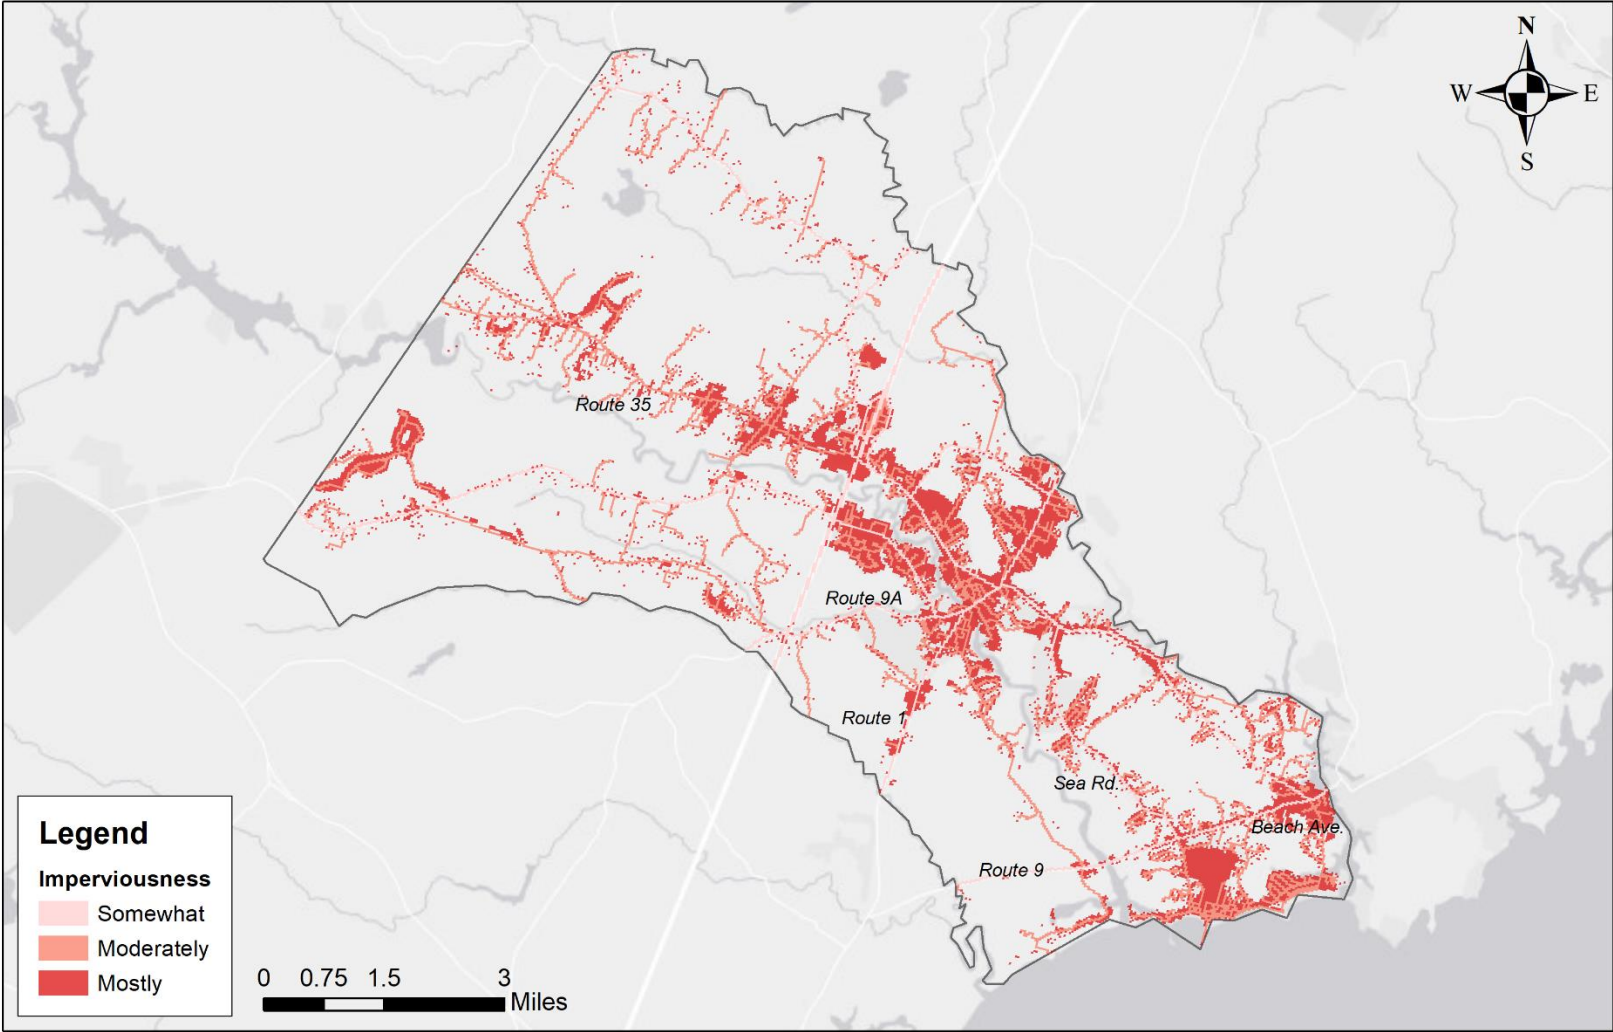 N
W E
S
Route 35
Route 9A
Route 1
Sea Rd.
Beach Ave.
Route 9
Legend
Imperviousness
Somewhat
Moderately
Mostly
0 0.75 1.5 3
Miles